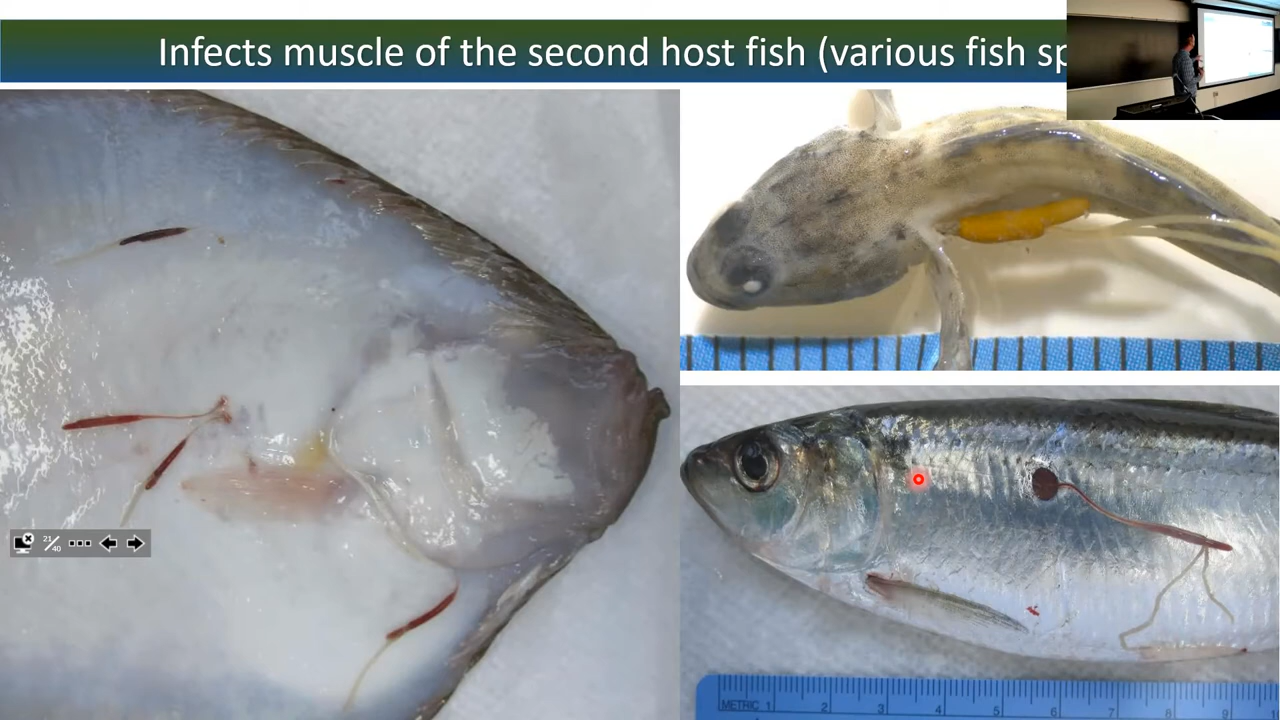 Infects muscle of the second host fish (various fish
21/40
METRIC 1 2 3 4 5 6 7 8 9